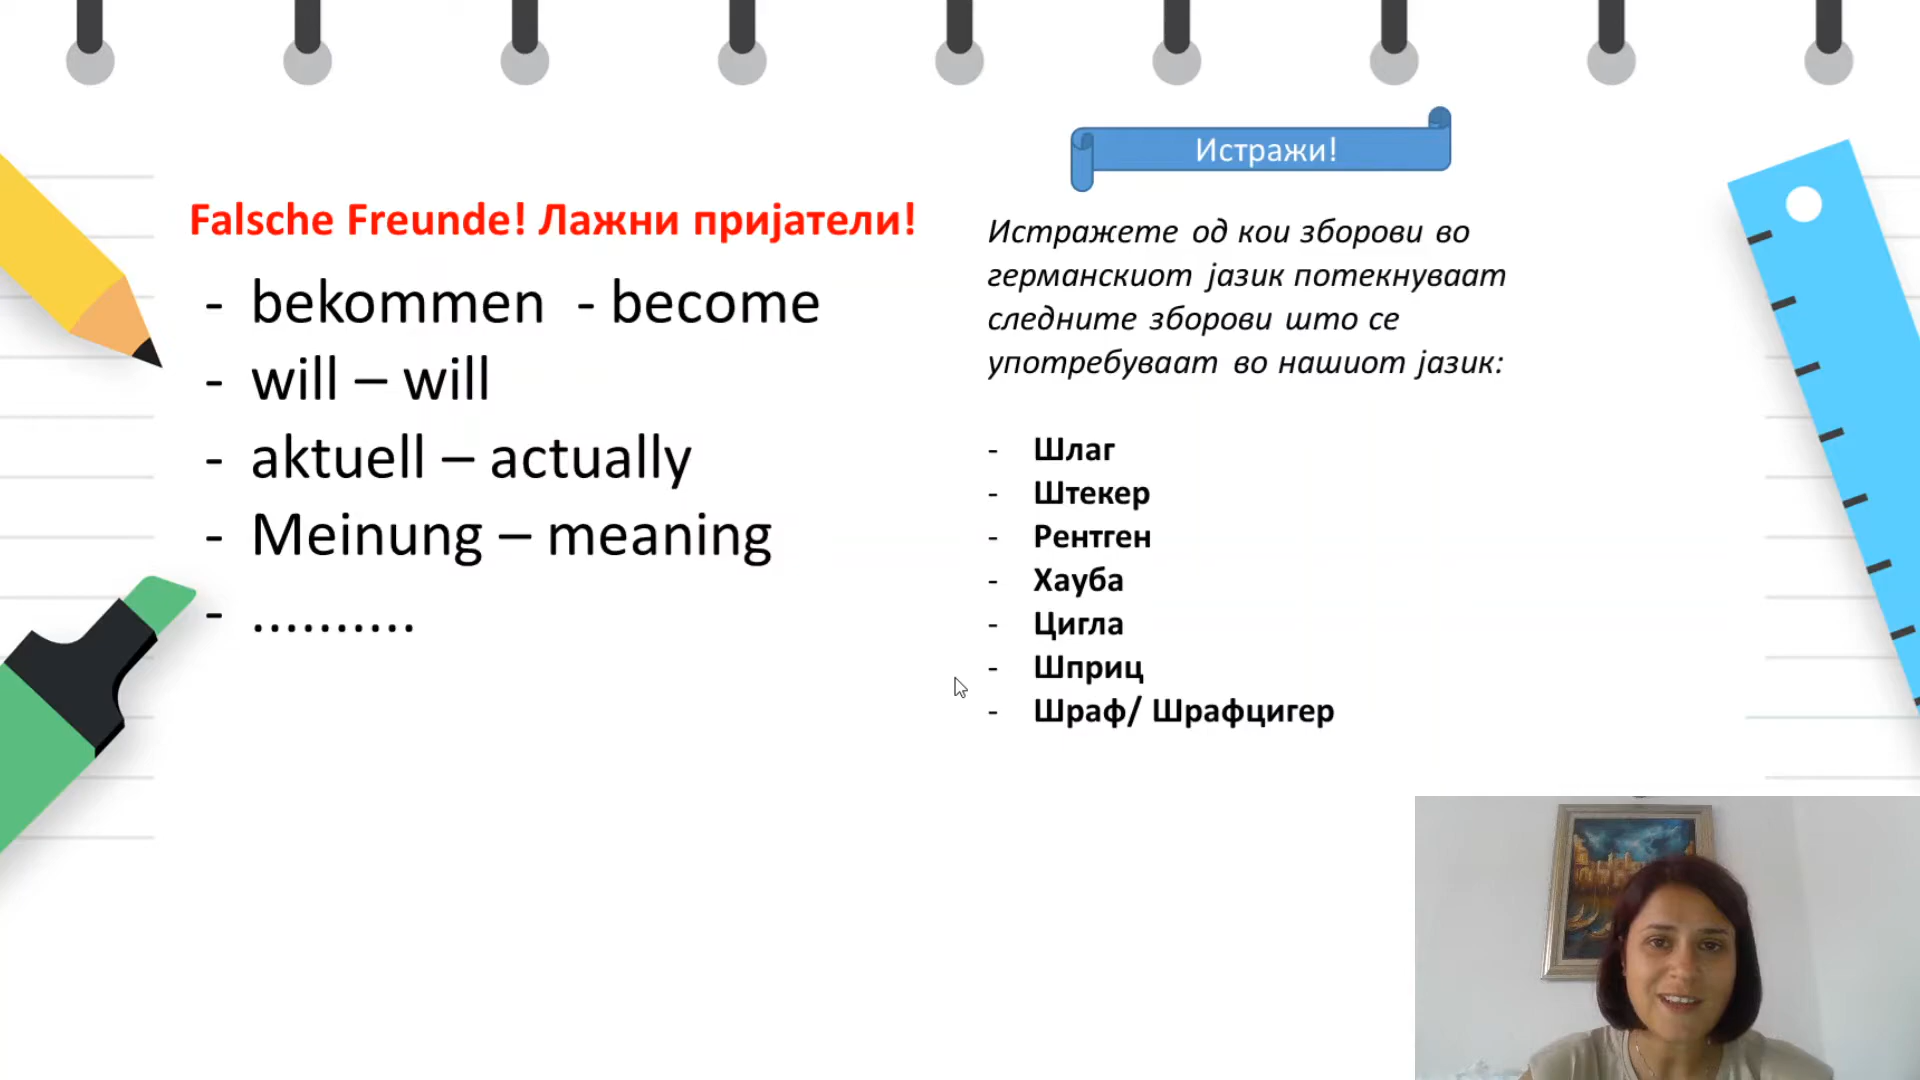 Falsche Freunde! Лажни пријатели!
- bekommen - become
- will – will
- aktuell – actually
- Meinung – meaning
- ..........
Истражи!
Истражете од кои зборови во
германскиот јазик потекнуваат
следните зборови што се
употребуваат во нашиот јазик:
- Шлаг
- Штекер
- Рентген
- Хауба
- Цигла
- Шприц
- Шраф/ Шрафцигер